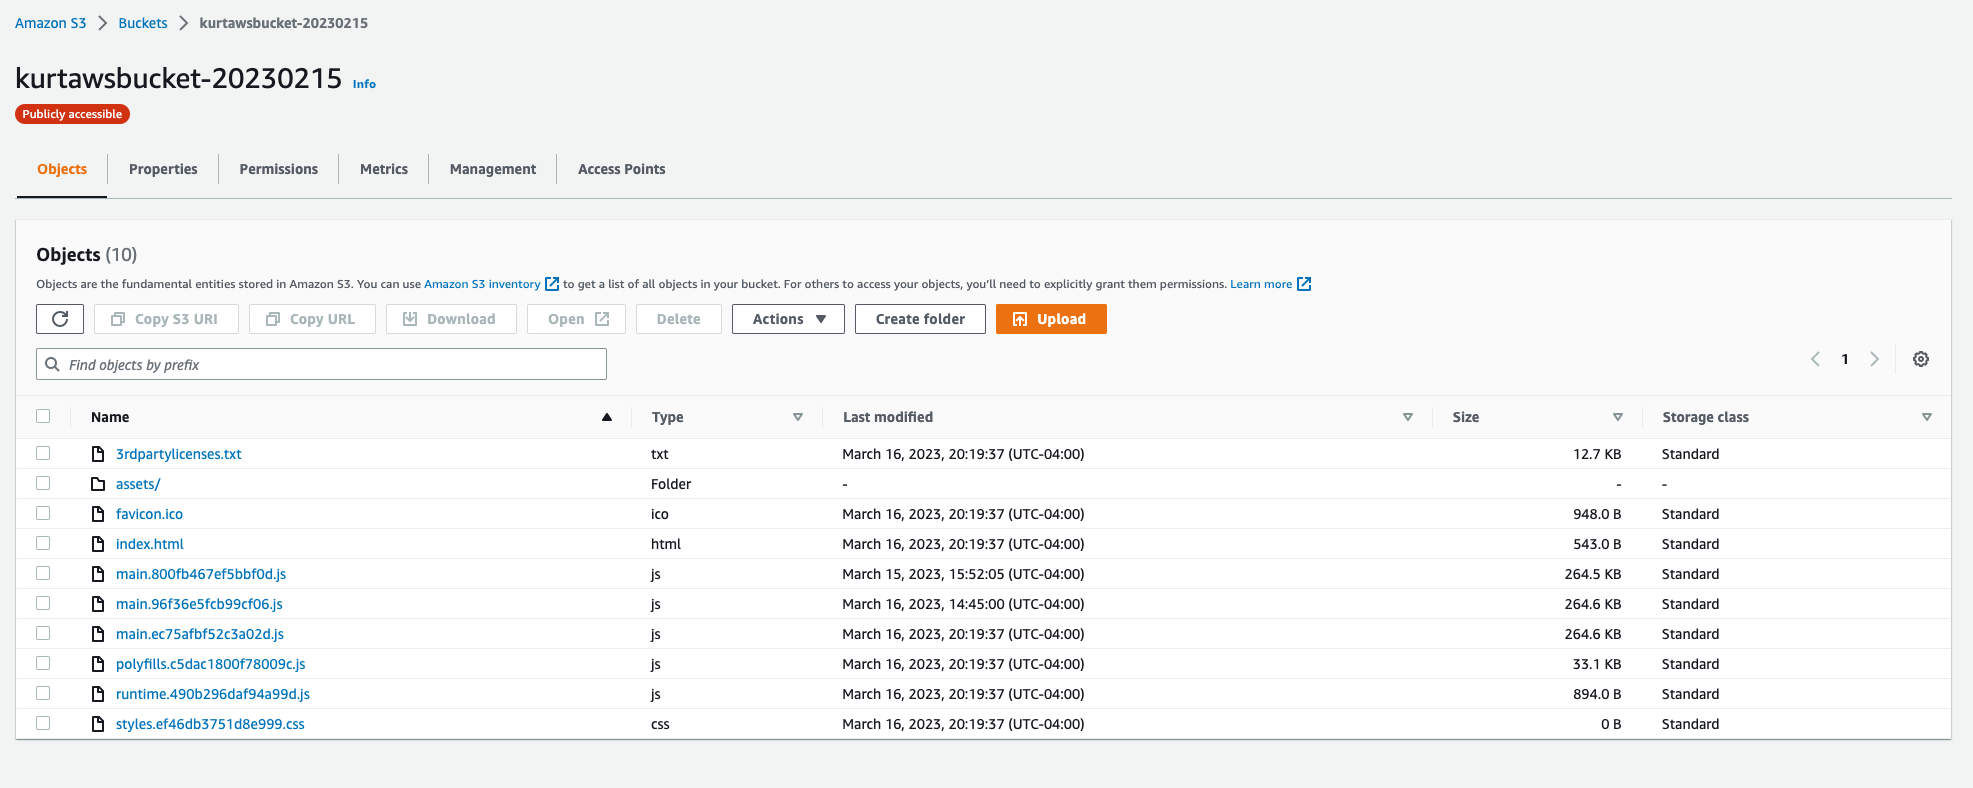 Amazon S3 > Buckets > kurtawsbucket-20230215
kurtawsbucket-20230215 Info
Publicly accessible
Objects Properties Permissions Metrics Management Access Points
Objects (10)
Objects are the fundamental entities stored in Amazon S3. You can use Amazon S3 inventory to get a list of all objects in your bucket. For others to access your objects, you'll need to explicitly grant them permissions. Learn more
Copy S3 URI Copy URL Download Open Delete Actions Create folder Upload
Find objects by prefix
1
Name Type Last modified Size Storage class
3rdpartylicenses.txt txt March 16, 2023, 20:19:37 (UTC-04:00) 12.7 KB Standard
assets/ Folder - - -
favicon.ico ico March 16, 2023, 20:19:37 (UTC-04:00) 948.0 B Standard
index.html html March 16, 2023, 20:19:37 (UTC-04:00) 543.0 B Standard
main.800fb467ef5bbf0d.js js March 15, 2023, 15:52:05 (UTC-04:00) 264.5 KB Standard
main.96f36e5fcb99cf06.js js March 16, 2023, 14:45:00 (UTC-04:00) 264.6 KB Standard
main.ec75afbf52c3a02d.js js March 16, 2023, 20:19:37 (UTC-04:00) 264.6 KB Standard
polyfills.c5dac1800f78009c.js js March 16, 2023, 20:19:37 (UTC-04:00) 33.1 KB Standard
runtime.490b296daf94a99d.js js March 16, 2023, 20:19:37 (UTC-04:00) 894.0 B Standard
styles.ef46db3751d8e999.css css March 16, 2023, 20:19:37 (UTC-04:00) 0 B Standard